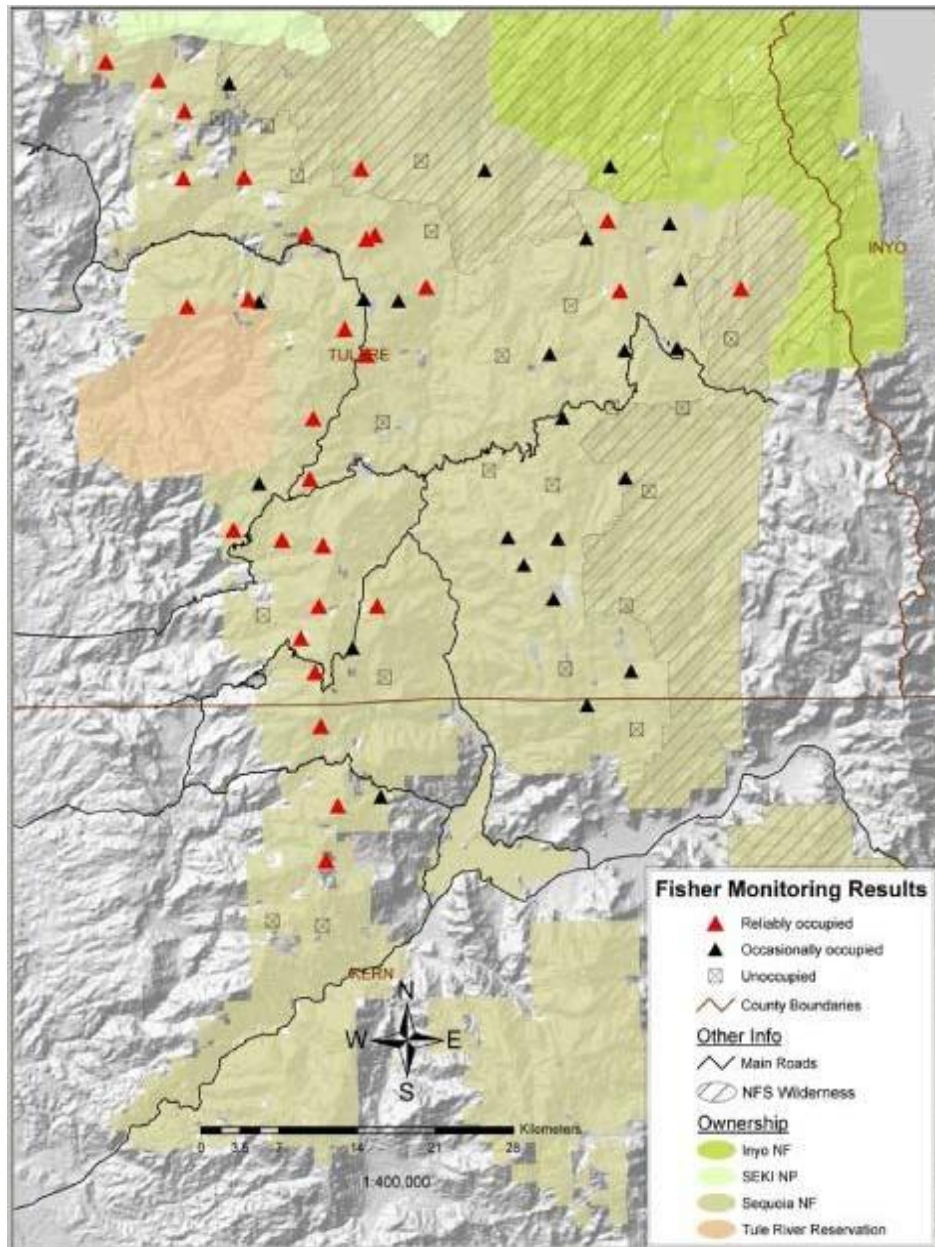 INYO
TULARE
KERN
N
W E
S
Kilometers
0 3.5 7 14 21 28
1:400,000
Fisher Monitoring Results
Reliably occupied
Occasionally occupied
Unoccupied
County Boundaries
Other Info
Main Roads
NFS Wilderness
Ownership
Inyo NF
SEKI NP
Sequoia NF
Tule River Reservation